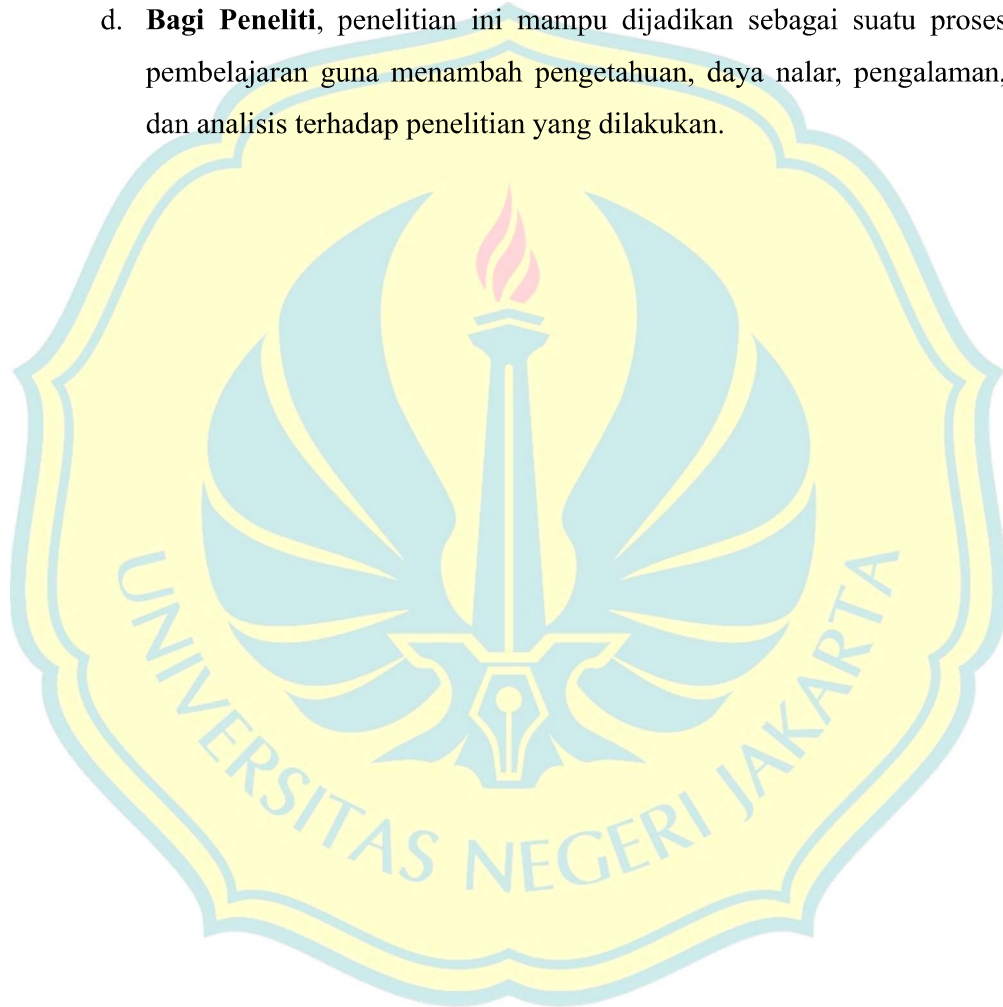 d. Bagi Peneliti, penelitian ini mampu dijadikan sebagai suatu proses
pembelajaran guna menambah pengetahuan, daya nalar, pengalaman,
dan analisis terhadap penelitian yang dilakukan.
UNIVERSITAS NEGERI JAKARTA